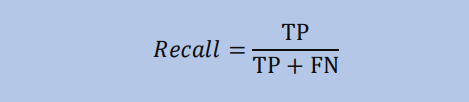 Recall = TP / TP + FN